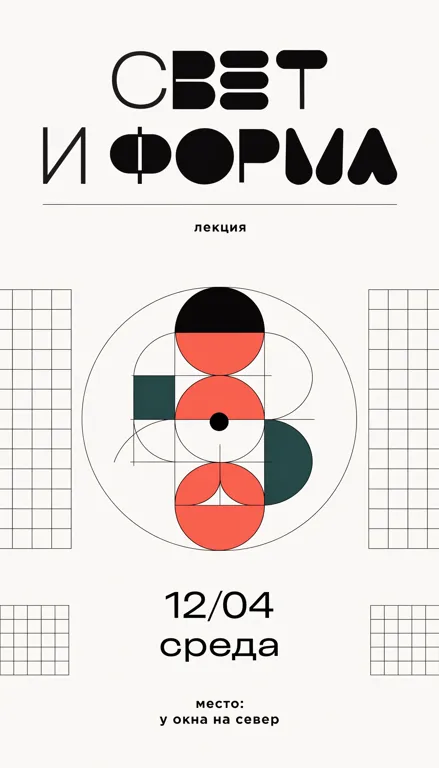 СВЕТ
И ФОРМА
лекция
12/04
среда
место:
у окна на север